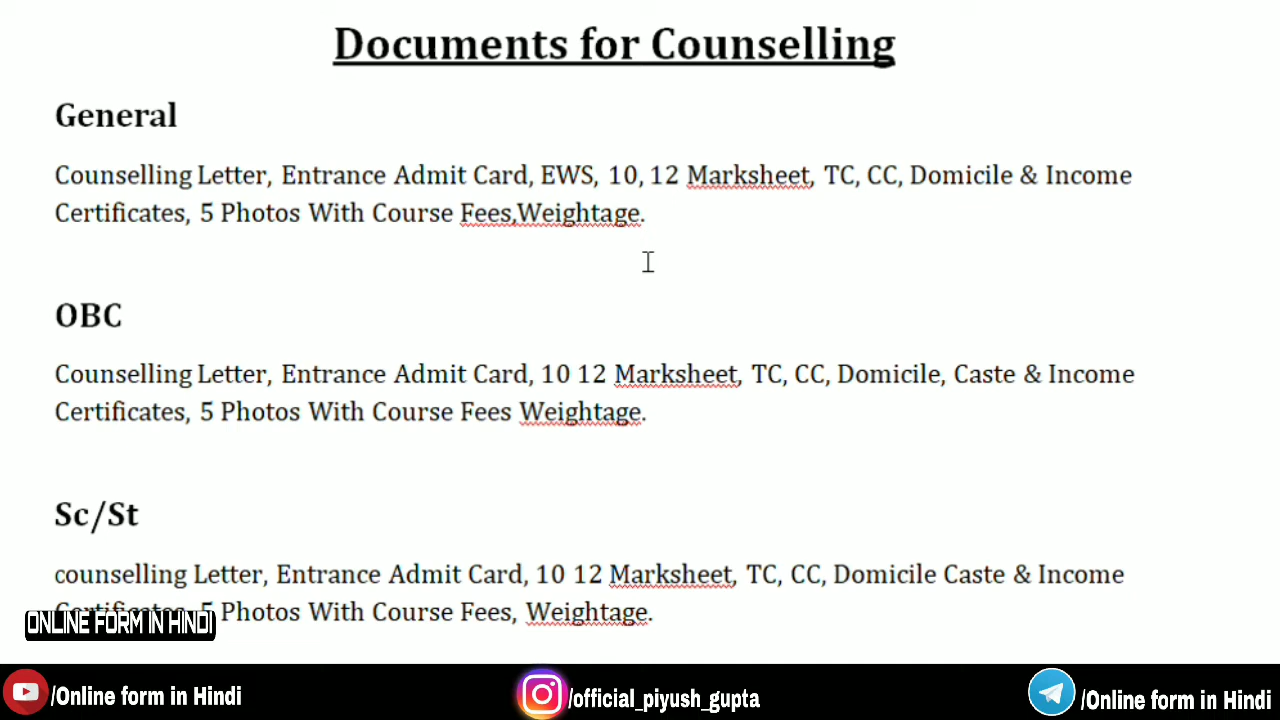 Documents for Counselling
General
Counselling Letter, Entrance Admit Card, EWS, 10, 12 Marksheet, TC, CC, Domicile & Income
Certificates, 5 Photos With Course Fees,Weightage.
OBC
Counselling Letter, Entrance Admit Card, 10 12 Marksheet, TC, CC, Domicile, Caste & Income
Certificates, 5 Photos With Course Fees Weightage.
Sc/St
counselling Letter, Entrance Admit Card, 10 12 Marksheet, TC, CC, Domicile Caste & Income
Certificates, 5 Photos With Course Fees, Weightage.
ONLINE FORM IN HINDI
/Online form in Hindi
/official_piyush_gupta
/Online form in Hindi